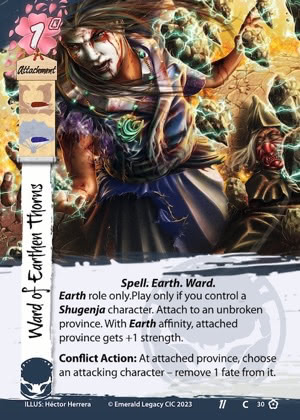 1
Attachment
Ward of Earthen Thorns
Spell. Earth. Ward.
Earth role only.Play only if you control a
Shugenja character. Attach to an unbroken
province. With Earth affinity, attached
province gets +1 strength.
Conflict Action: At attached province, choose
an attacking character – remove 1 fate from it.
ILLUS: Héctor Herrera © Emerald Legacy CIC 2023 C 30